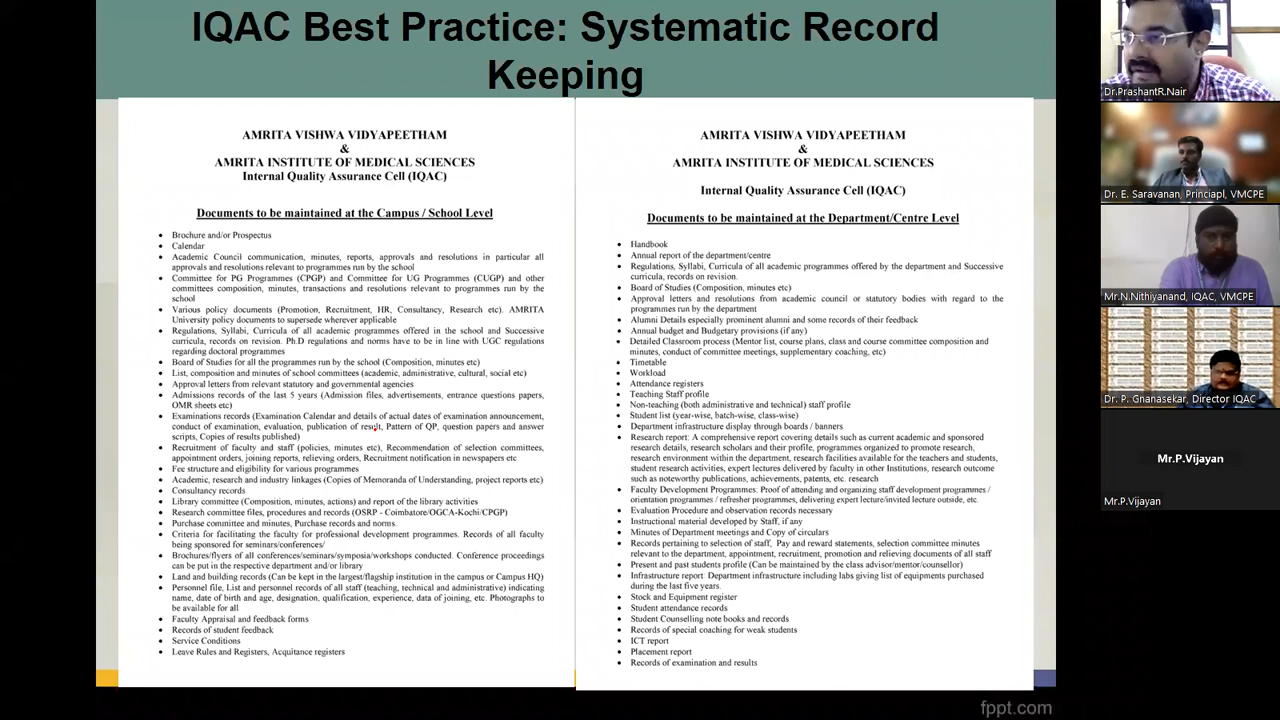 IQAC Best Practice: Systematic Record
Keeping
AMRITA VISHWA VIDYAPEETHAM
&
AMRITA INSTITUTE OF MEDICAL SCIENCES
Internal Quality Assurance Cell (IQAC)
Documents to be maintained at the Campus / School Level
• Brochure and/or Prospectus
• Calendar
• Academic Council communication, minutes, reports, approvals and resolutions in particular all
approvals and resolutions relevant to programmes run by the school
• Committee for PG Programmes (CPGP) and Committee for UG Programmes (CUGP) and other
committees composition, minutes, transactions and resolutions relevant to programmes run by the
school
• Various policy documents (Promotion, Recruitment, HR, Consultancy, Research etc). AMRITA
University policy documents to supersede wherever applicable
• Regulations, Syllabi, Curricula of all academic programmes offered in the school and Successive
curricula, records on revision. Ph.D regulations and norms have to be in line with UGC regulations
regarding doctoral programmes
• Board of Studies for all the programmes run by the school (Composition, minutes etc)
• List, composition and minutes of school committees (academic, administrative, cultural, social etc)
• Approval letters from relevant statutory and governmental agencies
• Admissions records of the last 5 years (Admission files, advertisements, entrance questions papers,
OMR sheets etc)
• Examinations records (Examination Calendar and details of actual dates of examination announcement,
conduct of examination, evaluation, publication of result, Pattern of QP, question papers and answer
scripts, Copies of results published)
• Recruitment of faculty and staff (policies, minutes etc), Recommendation of selection committees,
appointment orders, joining reports, relieving orders, Recruitment notification in newspapers etc
• Fee structure and eligibility for various programmes
• Academic, research and industry linkages (Copies of Memoranda of Understanding, project reports etc)
• Consultancy records
• Library committee (Composition, minutes, actions) and report of the library activities
• Research committee files, procedures and records (OSRP - Coimbatore/OGCA-Kochi/CPGP)
• Purchase committee and minutes, Purchase records and norms.
• Criteria for facilitating the faculty for professional development programmes. Records of all faculty
being sponsored for seminars/conferences/
• Brochures/flyers of all conferences/seminars/symposia/workshops conducted. Conference proceedings
can be put in the respective department and/or library
• Land and building records (Can be kept in the largest/flagship institution in the campus or Campus HQ)
• Personnel file, List and personnel records of all staff (teaching, technical and administrative) indicating
name, date of birth and age, designation, qualification, experience, data of joining, etc. Photographs to
be available for all
• Faculty Appraisal and feedback forms
• Records of student feedback
• Service Conditions
• Leave Rules and Registers, Acquitance registers
AMRITA VISHWA VIDYAPEETHAM
&
AMRITA INSTITUTE OF MEDICAL SCIENCES
Internal Quality Assurance Cell (IQAC)
Documents to be maintained at the Department/Centre Level
• Handbook
• Annual report of the department/centre
• Regulations, Syllabi, Curricula of all academic programmes offered by the department and Successive
curricula, records on revision.
• Board of Studies (Composition, minutes etc)
• Approval letters and resolutions from academic council or statutory bodies with regard to the
programmes run by the department
• Alumni Details especially prominent alumni and some records of their feedback
• Annual budget and Budgetary provisions (if any)
• Detailed Classroom process (Mentor list, course plans, class and course committee composition and
minutes, conduct of committee meetings, supplementary coaching, etc)
• Timetable
• Workload
• Attendance registers
• Teaching Staff profile
• Non-teaching (both administrative and technical) staff profile
• Student list (year-wise, batch-wise, class-wise)
• Department infrastructure display through boards / banners
• Research report: A comprehensive report covering details such as current academic and sponsored
research details, research scholars and their profile, programmes organized to promote research,
research environment within the department, research facilities available for the teachers and students,
student research activities, expert lectures delivered by faculty in other Institutions, research outcome
such as noteworthy publications, achievements, patents, etc. research
• Faculty Development Programmes: Proof of attending and organizing staff development programmes /
orientation programmes / refresher programmes, delivering expert lecture/invited lecture outside, etc.
• Evaluation Procedure and observation records necessary
• Instructional material developed by Staff, if any
• Minutes of Department meetings and Copy of circulars
• Records pertaining to selection of staff, Pay and reward statements, selection committee minutes
relevant to the department, appointment, recruitment, promotion and relieving documents of all staff
• Present and past students profile (Can be maintained by the class advisor/mentor/counsellor)
• Infrastructure report Department infrastructure including labs giving list of equipments purchased
during the last five years.
• Stock and Equipment register
• Student attendance records
• Student Counselling note books and records
• Records of special coaching for weak students
• ICT report
• Placement report
• Records of examination and results
fppt.com
Dr.PrashantR.Nair
Dr. E. Saravanan, Princiapl, VMCPE
Mr.N.Nithiyanand, IQAC, VMCPE
Dr. P. Gnanasekar, Director IQAC
Mr.P.Vijayan
Mr.P.Vijayan